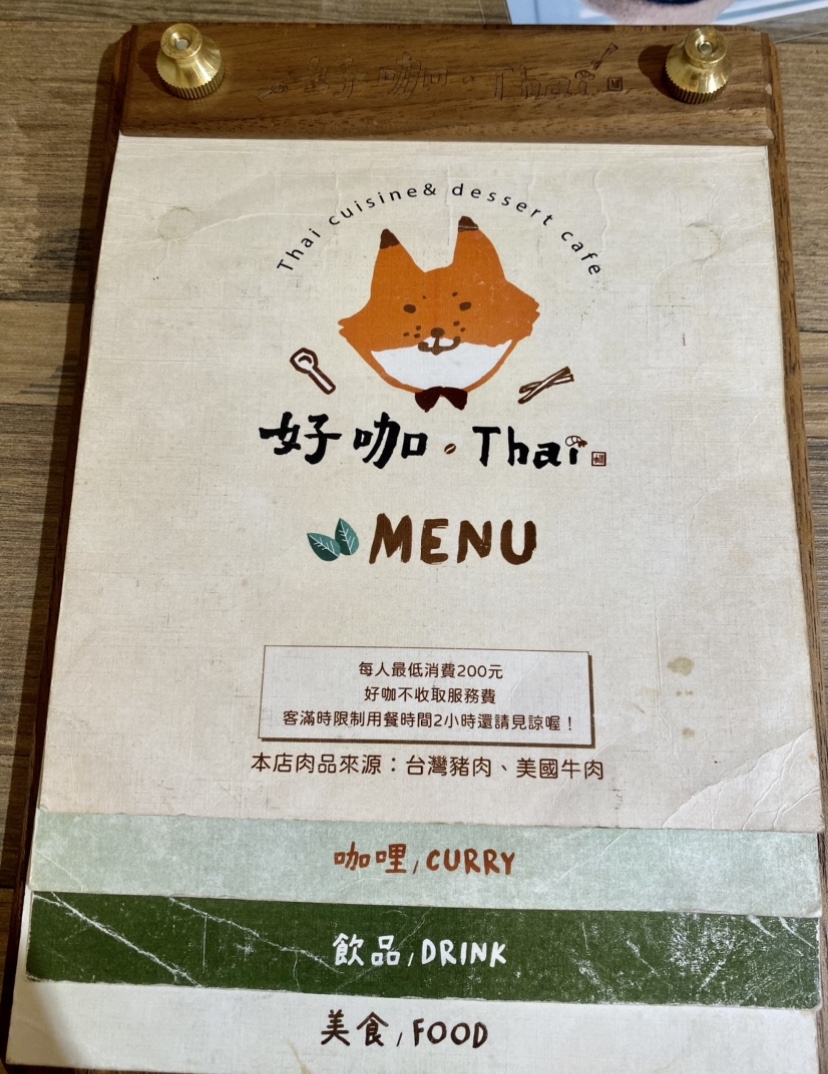 好咖·Thai
Thai cuisine& dessert cafe
好咖·Thai
MENU
每人最低消費200元
好咖不收取服務費
客滿時限制用餐時間2小時還請見諒喔！
本店肉品來源：台灣豬肉、美國牛肉
咖哩/CURRY
飲品/DRINK
美食/FOOD